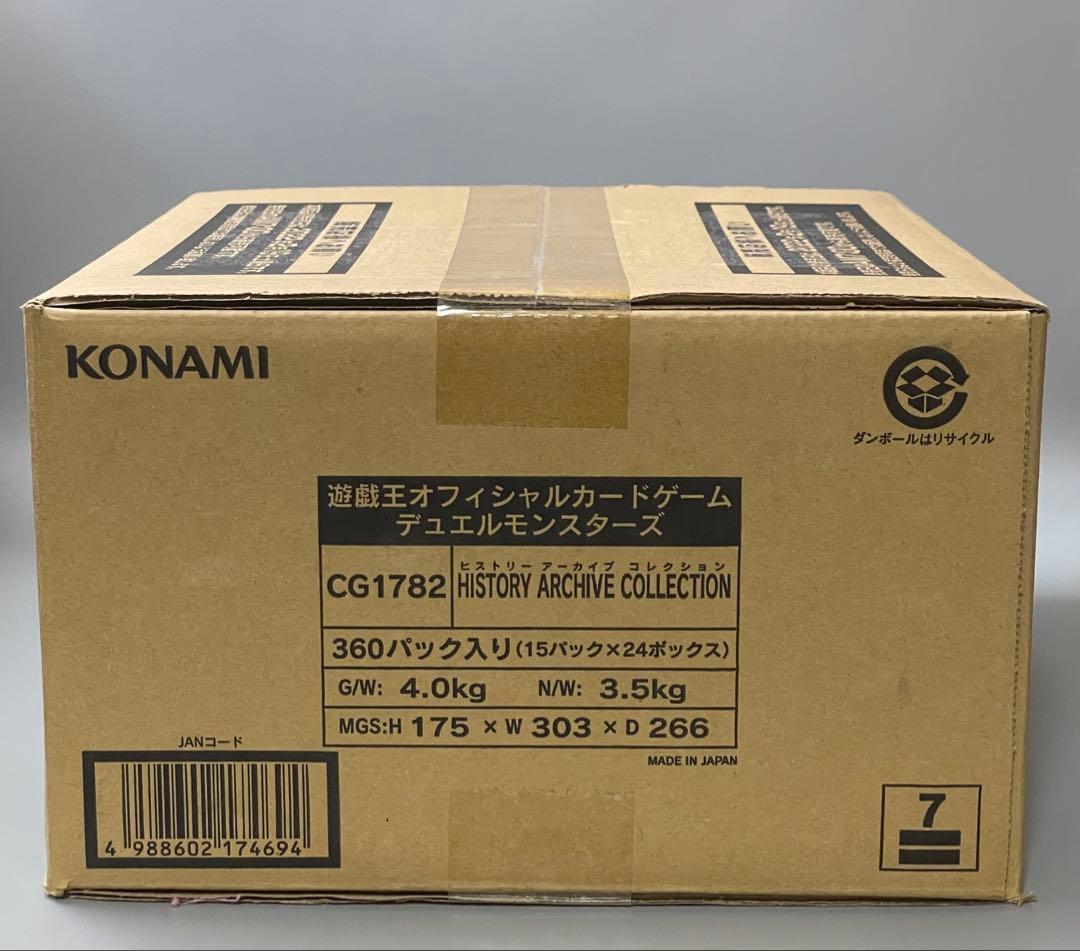 KONAMI
ダンボールはリサイクル
遊戯王オフィシャルカードゲーム
デュエルモンスターズ
CG1782
ヒストリー アーカイブ コレクション
HISTORY ARCHIVE COLLECTION
360パック入り(15パック×24ボックス)
G/W: 4.0kg N/W: 3.5kg
MGS:H 175 × W 303 × D 266
MADE IN JAPAN
JANコード
4 988602 174694
7